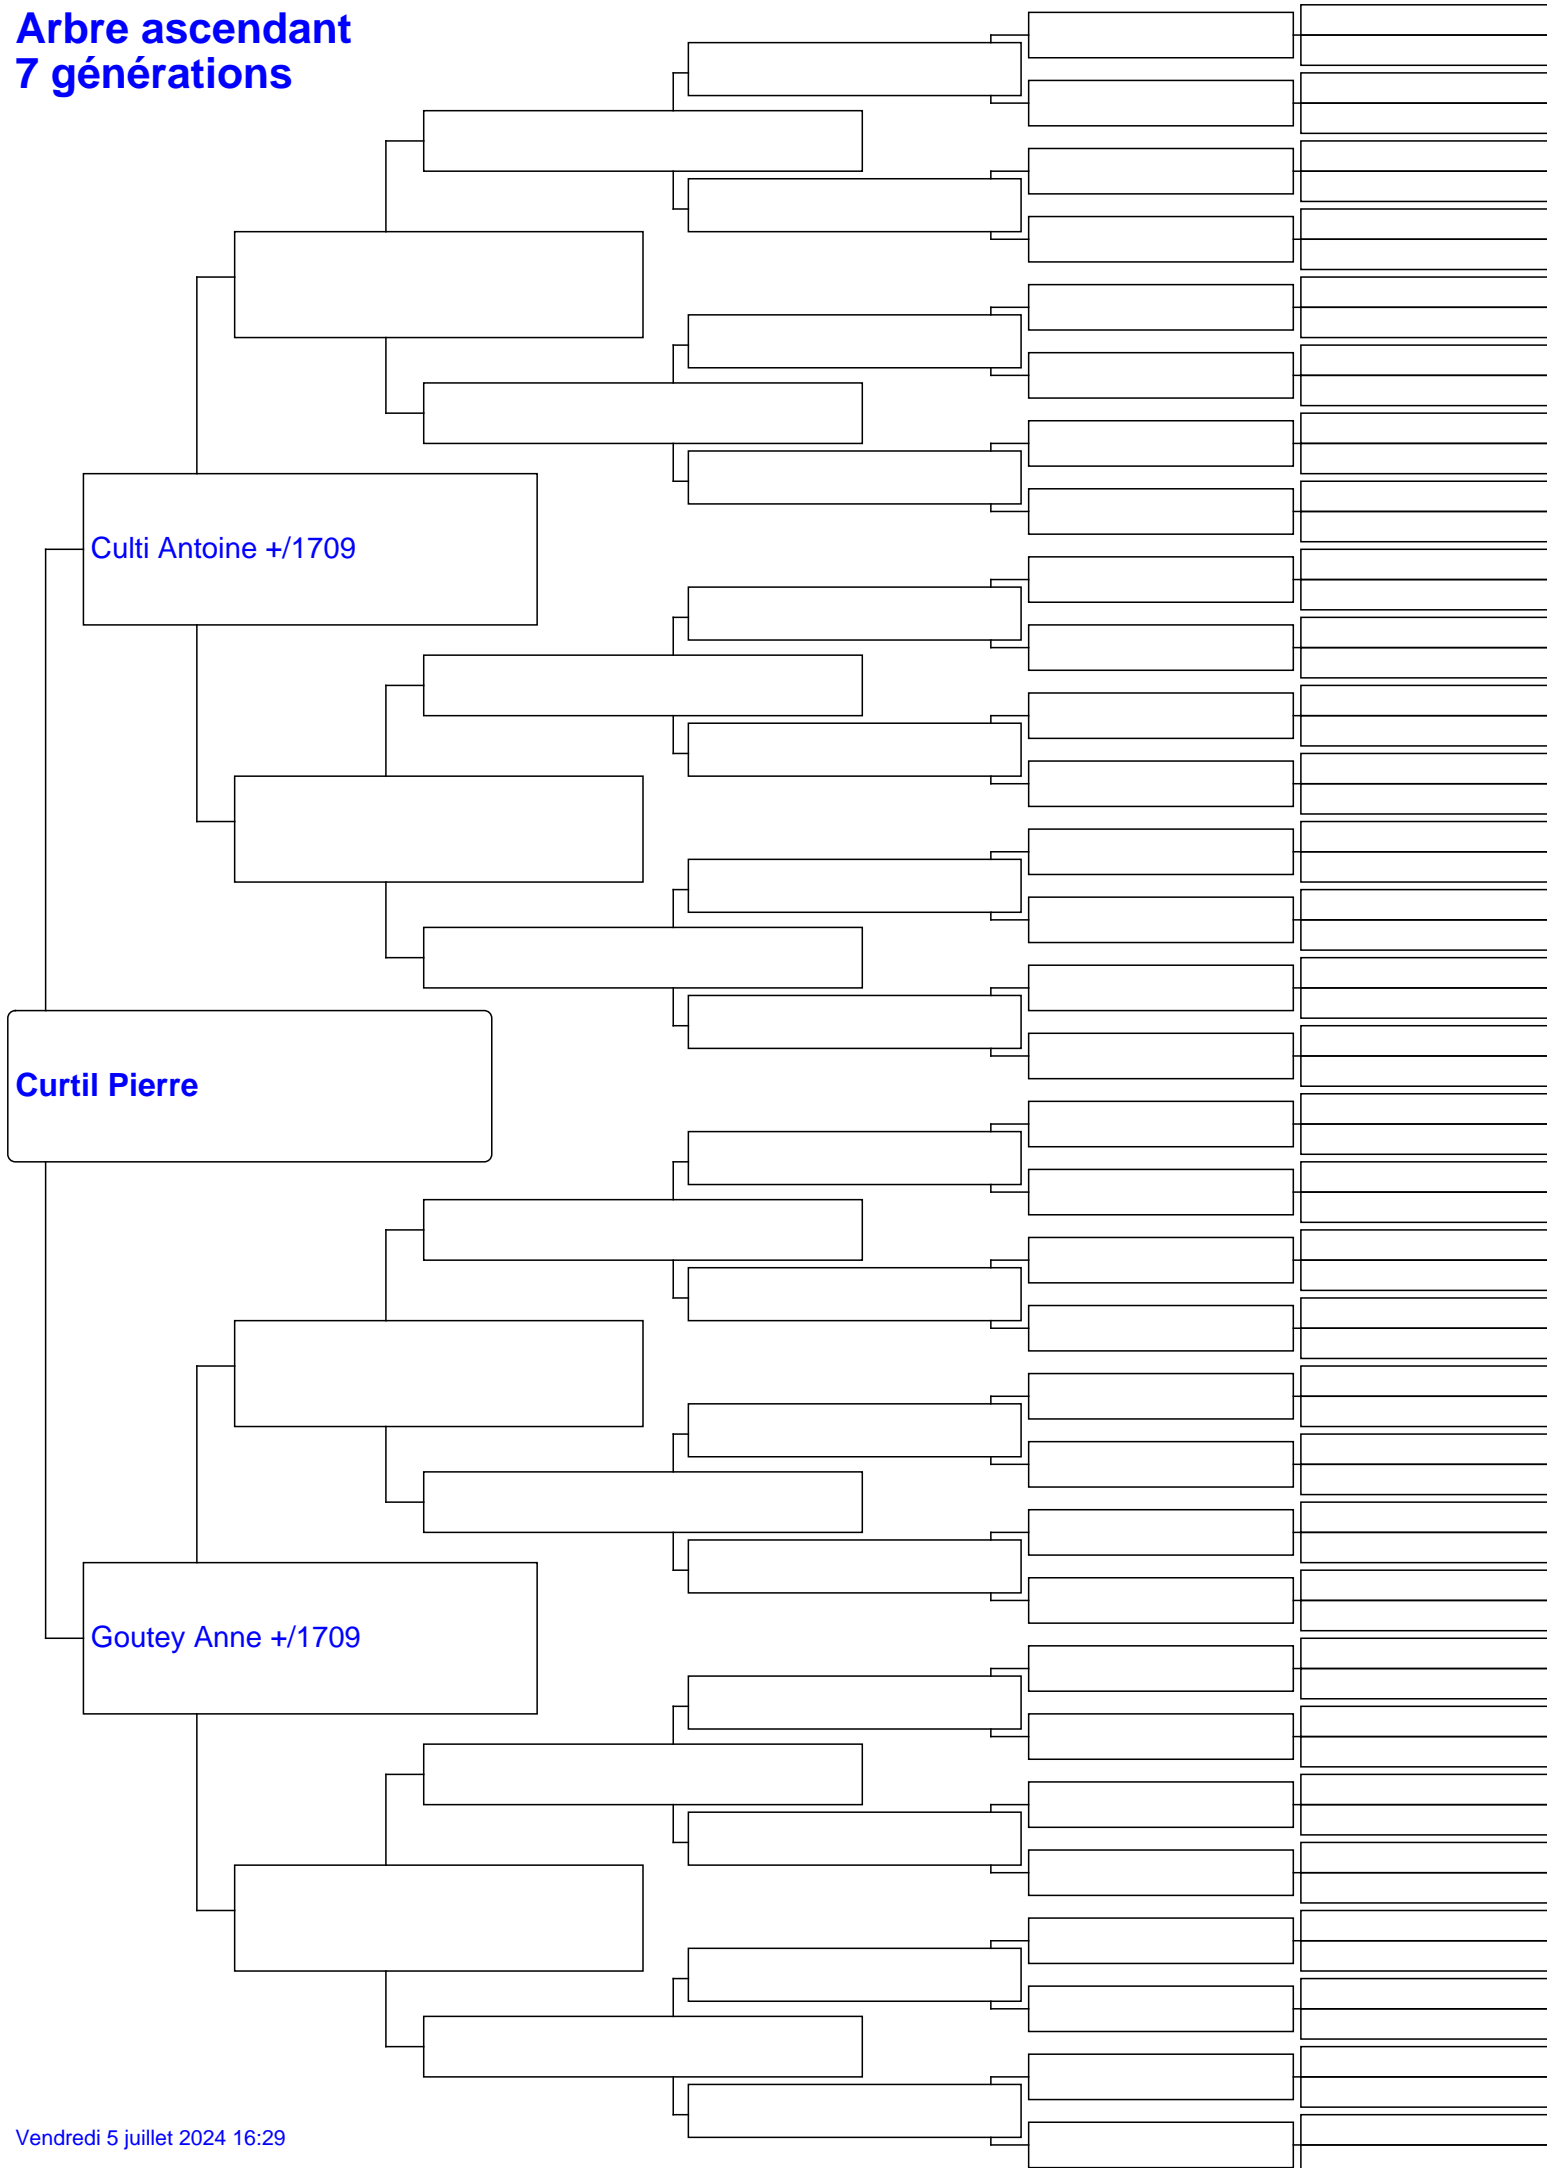 Arbre ascendant
7 générations
Culti Antoine +/1709
Curtil Pierre
Goutey Anne +/1709
Vendredi 5 juillet 2024 16:29